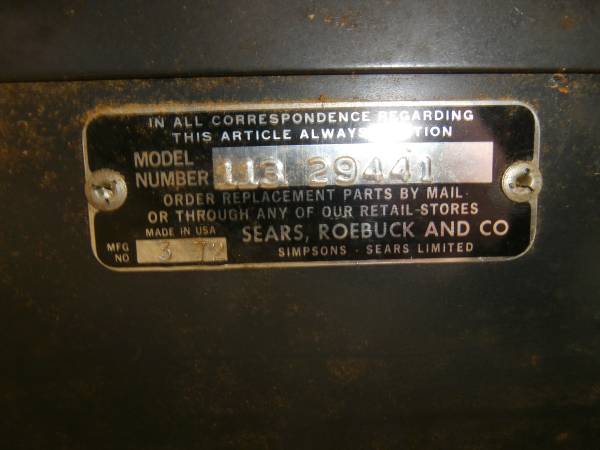 IN ALL CORRESPONDENCE REGARDING
THIS ARTICLE ALWAYS
MODEL NUMBER 113 29441
ORDER REPLACEMENT PARTS BY MAIL
OR THROUGH ANY OF OUR RETAIL-STORES
MADE IN USA SEARS, ROEBUCK AND CO
MFG NO 3 SIMPSONS - SEARS LIMITED